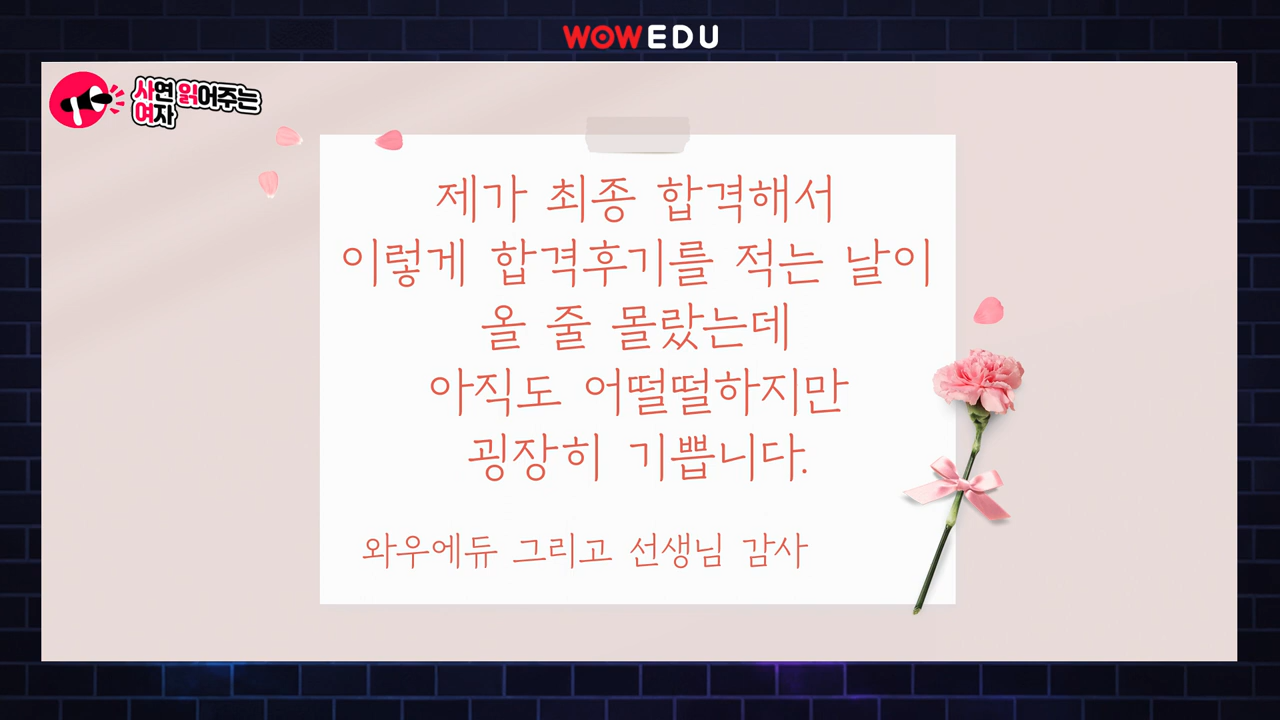 WOWEDU
사연 읽어주는
여자
제가 최종 합격해서
이렇게 합격후기를 적는 날이
올 줄 몰랐는데
아직도 어떨떨하지만
굉장히 기쁩니다.
와우에듀 그리고 선생님 감사